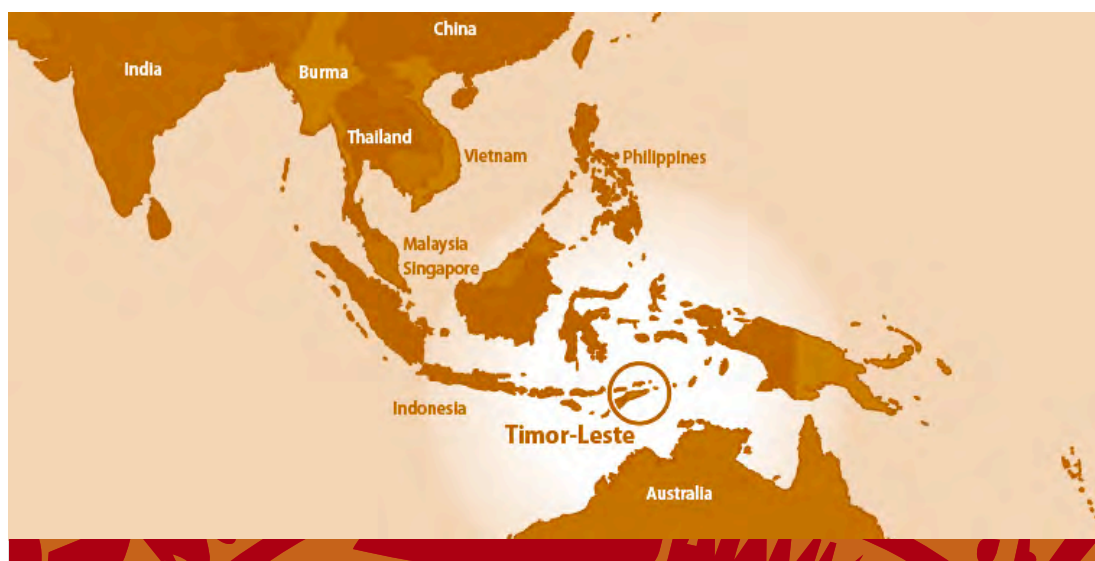 China
India
Burma
Thailand
Vietnam
Philippines
Malaysia
Singapore
Indonesia
Timor-Leste
Australia